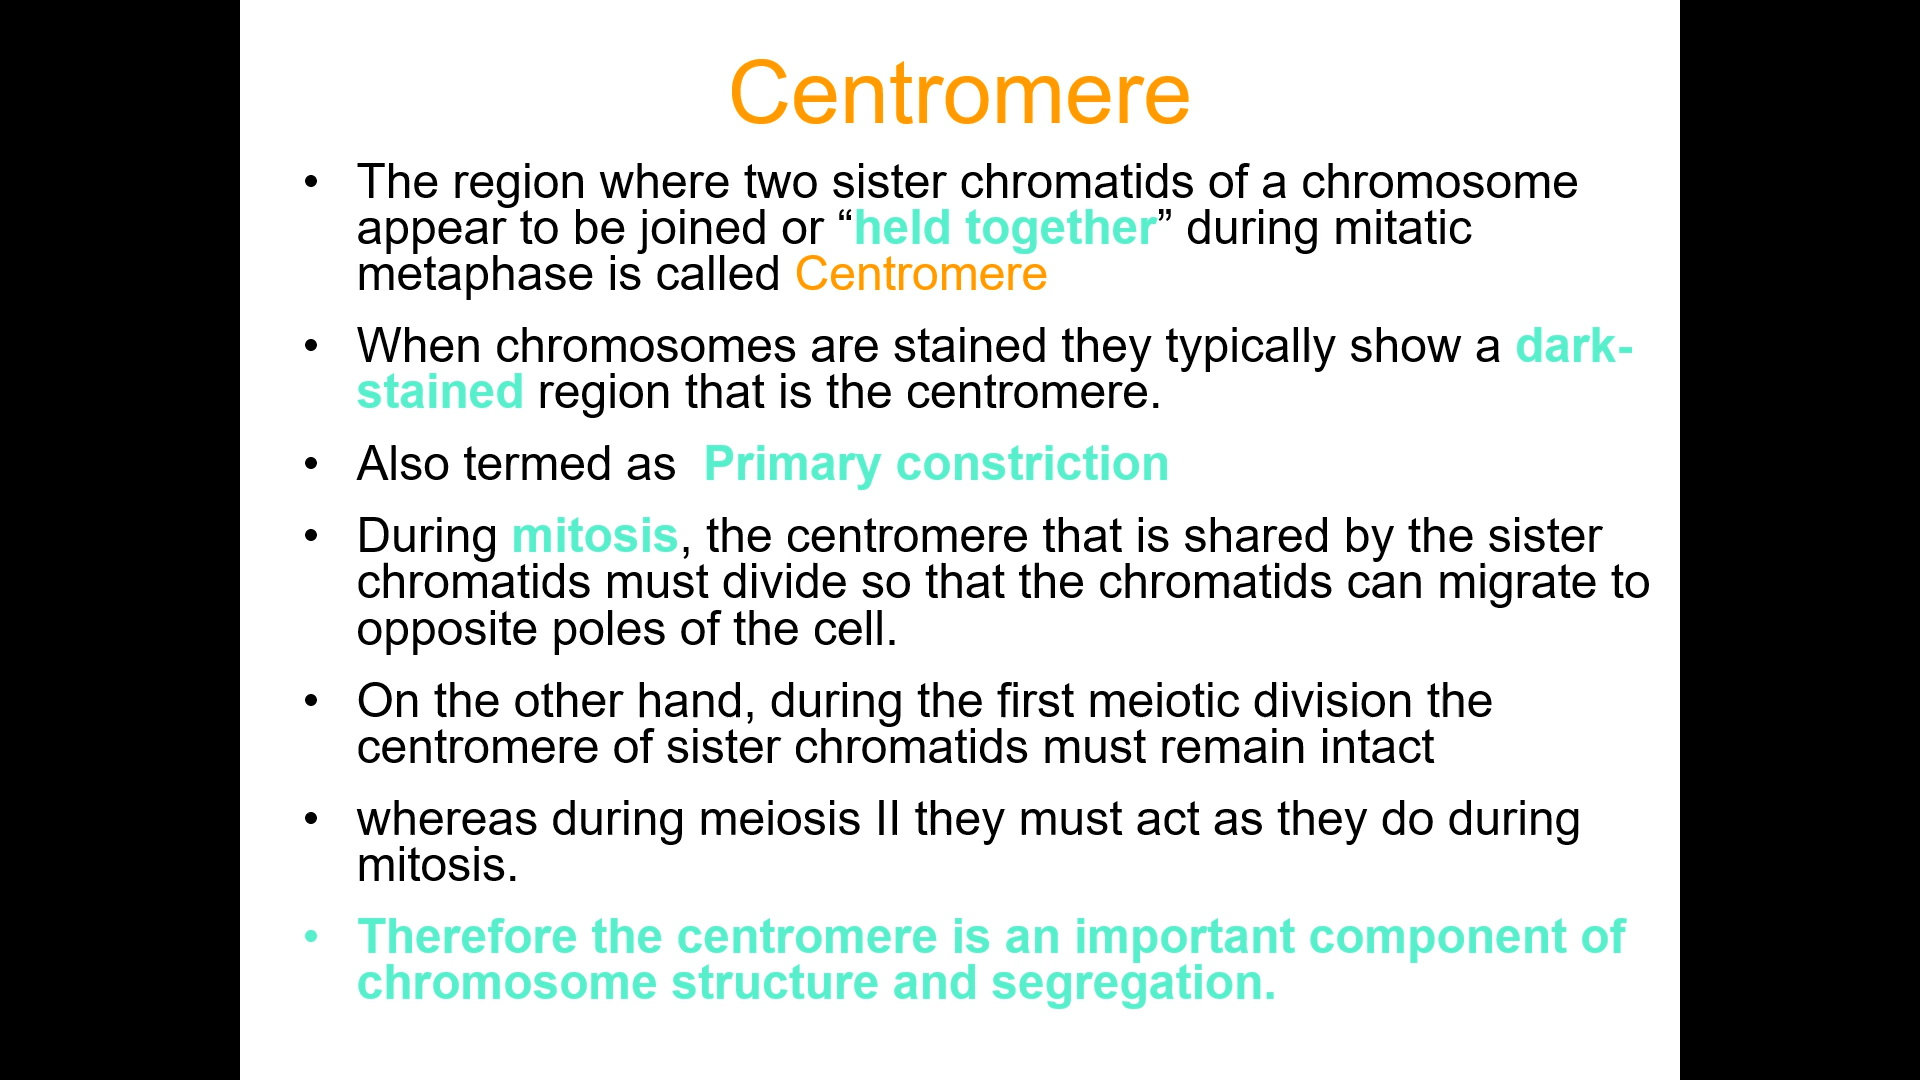 Centromere
• The region where two sister chromatids of a chromosome
appear to be joined or “held together” during mitatic
metaphase is called Centromere
• When chromosomes are stained they typically show a dark-
stained region that is the centromere.
• Also termed as  Primary constriction
• During mitosis, the centromere that is shared by the sister
chromatids must divide so that the chromatids can migrate to
opposite poles of the cell.
• On the other hand, during the first meiotic division the
centromere of sister chromatids must remain intact
• whereas during meiosis II they must act as they do during
mitosis.
• Therefore the centromere is an important component of
chromosome structure and segregation.